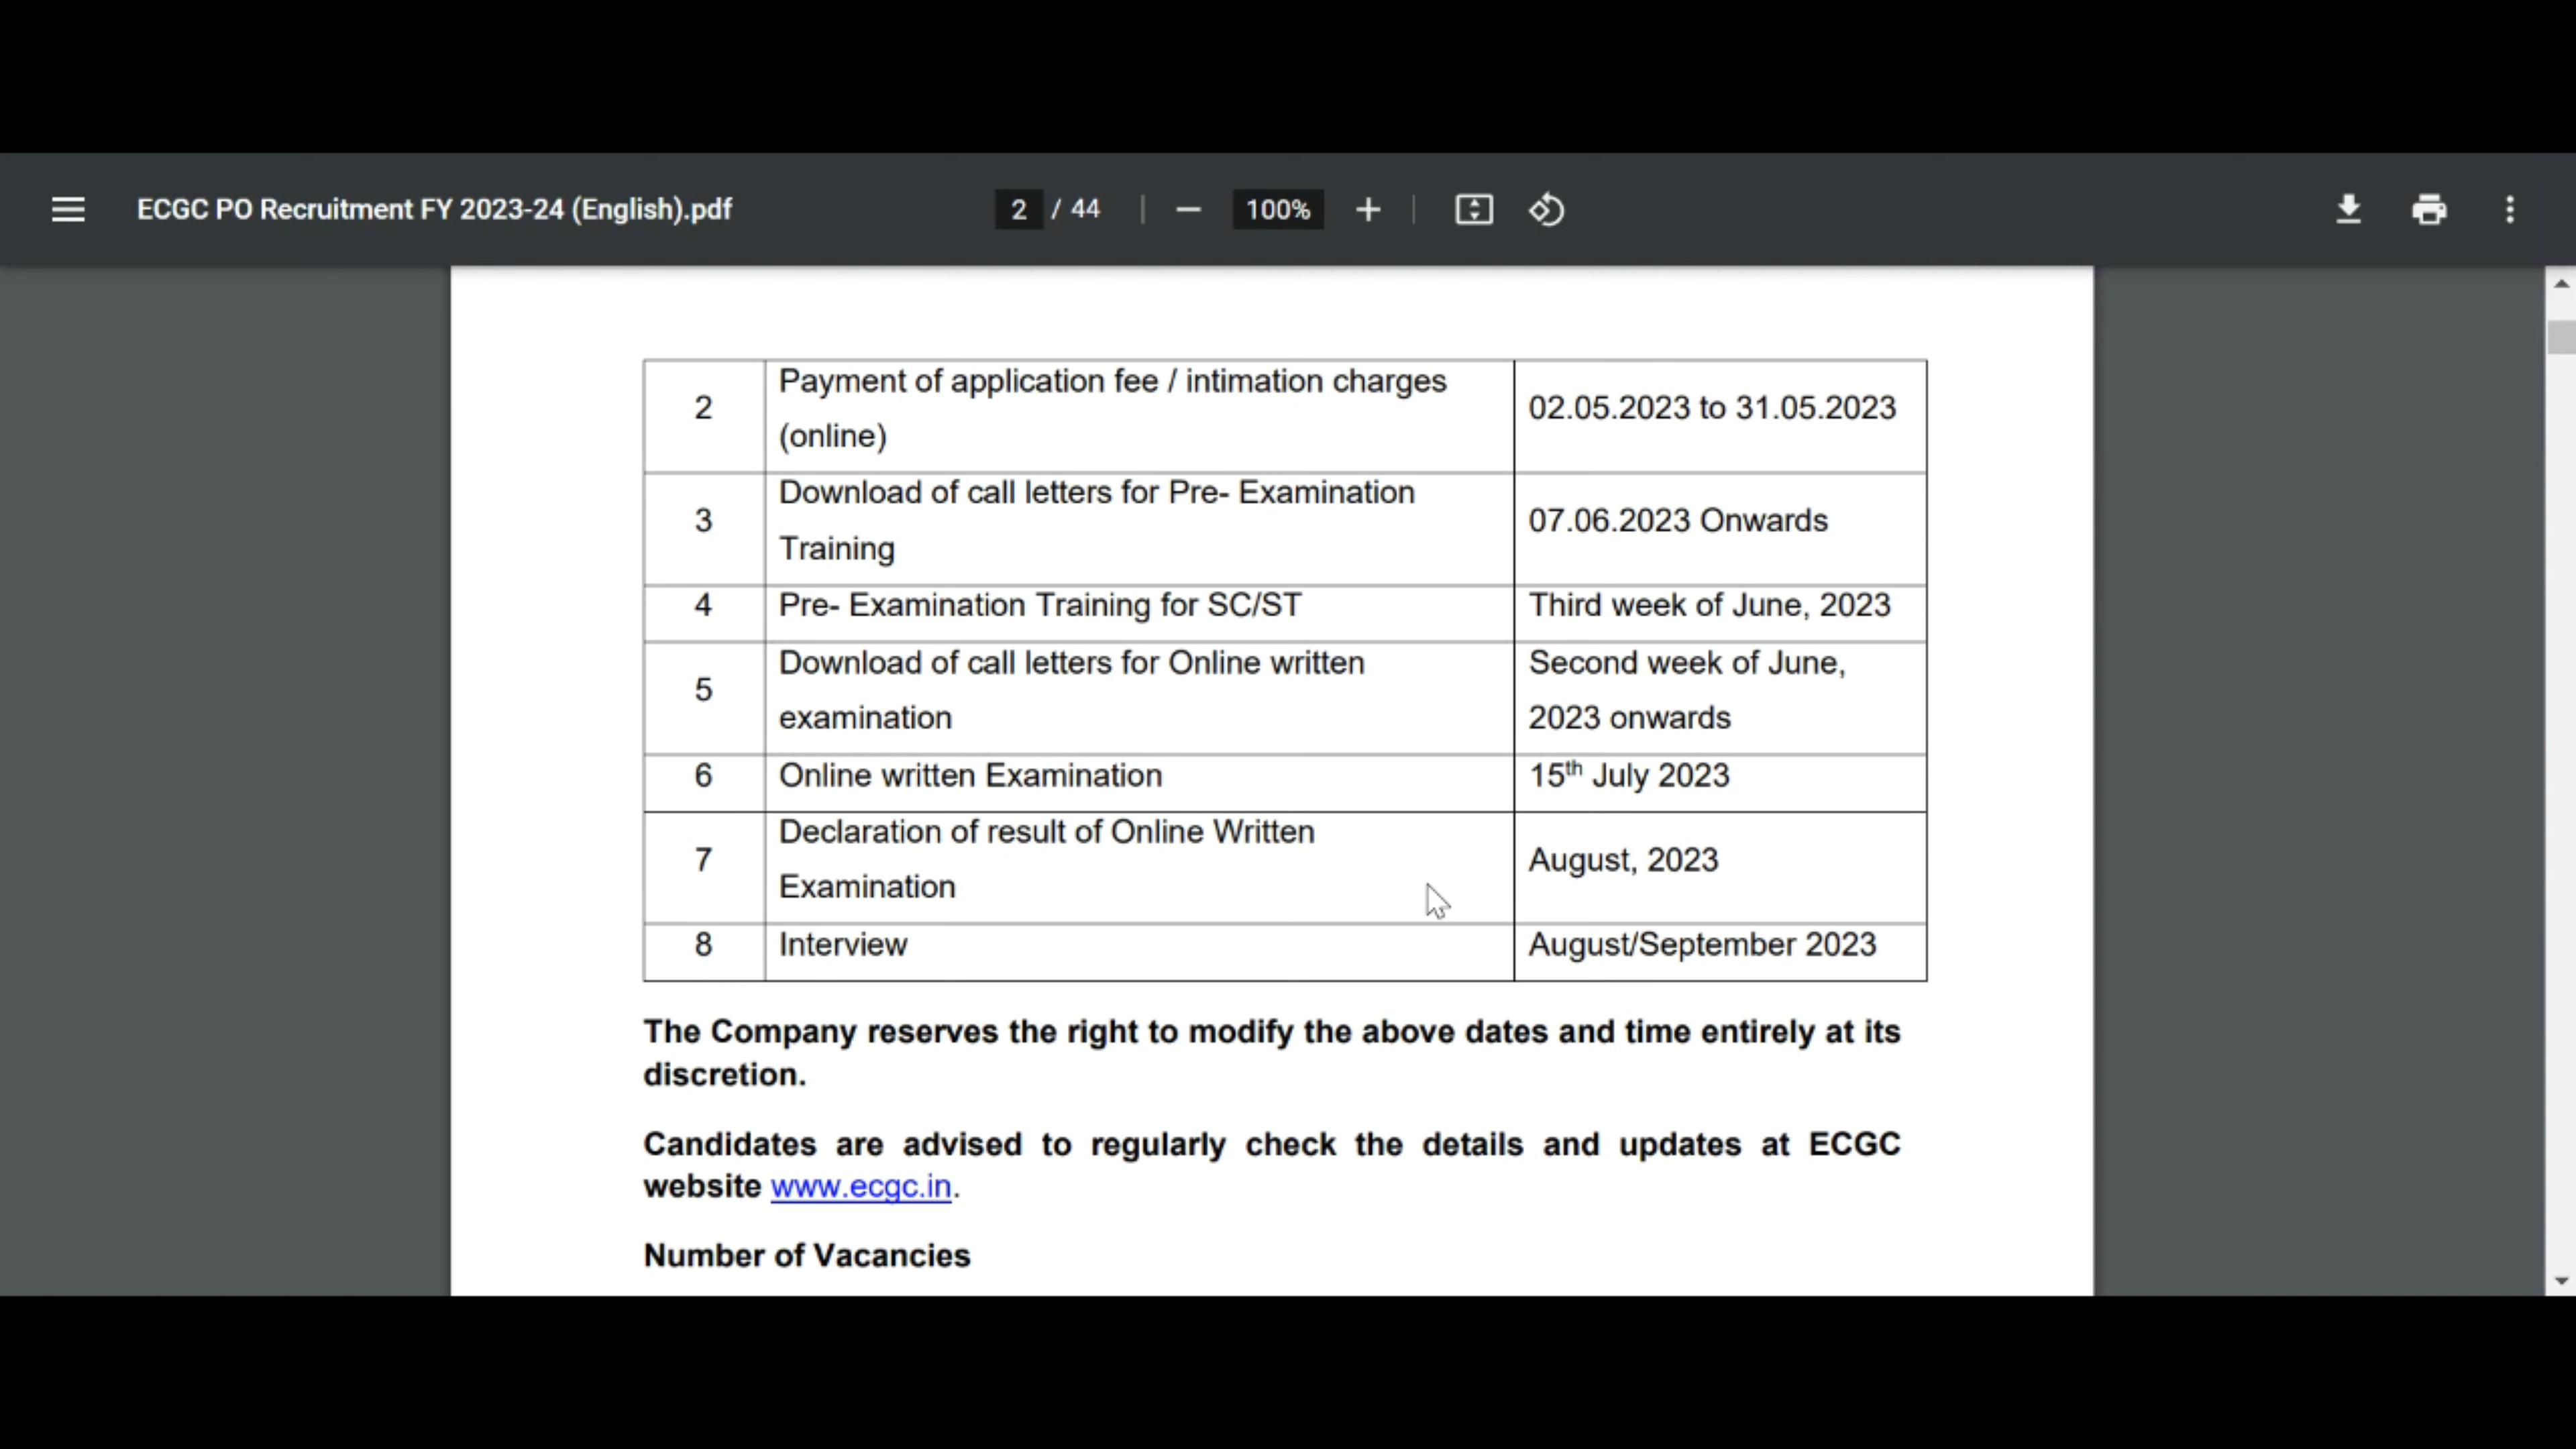 ECGC PO Recruitment FY 2023-24 (English).pdf
2 / 44
100%
2
Payment of application fee / intimation charges
(online)
02.05.2023 to 31.05.2023
3
Download of call letters for Pre- Examination
Training
07.06.2023 Onwards
4
Pre- Examination Training for SC/ST
Third week of June, 2023
5
Download of call letters for Online written
examination
Second week of June,
2023 onwards
6
Online written Examination
15th July 2023
7
Declaration of result of Online Written
Examination
August, 2023
8
Interview
August/September 2023
The Company reserves the right to modify the above dates and time entirely at its
discretion.
Candidates are advised to regularly check the details and updates at ECGC
website www.ecgc.in.
Number of Vacancies